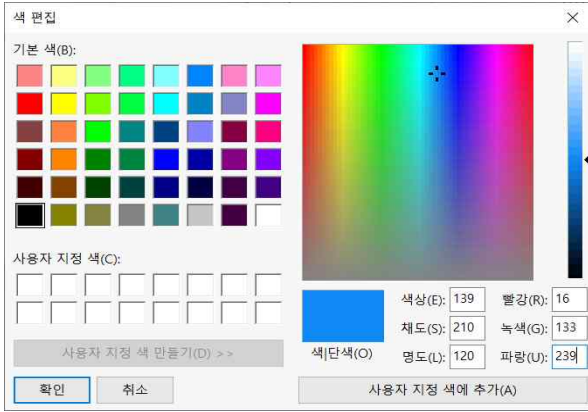 색 편집
기본 색(B):
사용자 지정 색(C):
사용자 지정 색 만들기(D) >>
확인
취소
색|단색(O)
색상(E): 139
채도(S): 210
명도(L): 120
빨강(R): 16
녹색(G): 133
파랑(U): 239
사용자 지정 색에 추가(A)